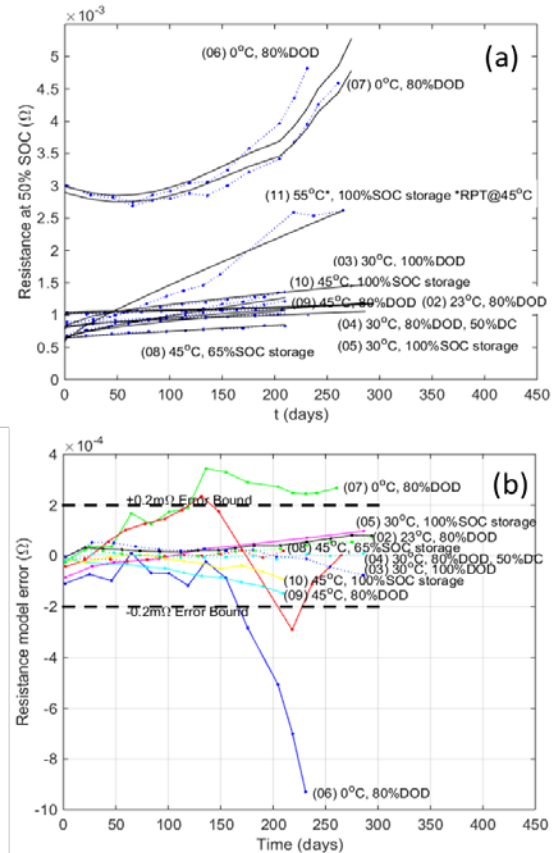 × 10⁻³
(a)
5.5
5
4.5
4
3.5
3
2.5
2
1.5
1
0.5
0
Resistance at 50% SOC (Ω)
(06) 0°C, 80%DOD
(07) 0°C, 80%DOD
(11) 55°C*, 100%SOC storage *RPT@45°C
(03) 30°C, 100%DOD
(10) 45°C, 100%SOC storage
(09) 45°C, 80%DOD
(02) 23°C, 80%DOD
(04) 30°C, 80%DOD, 50%DC
(08) 45°C, 65%SOC storage
(05) 30°C, 100%SOC storage
0 50 100 150 200 250 300 350 400 450
t (days)
× 10⁻⁴
(b)
4
2
0
-2
-4
-6
-8
-10
Resistance model error (Ω)
(07) 0°C, 80%DOD
+0.2mΩ Error Bound
(05) 30°C, 100%SOC storage
(02) 23°C, 80%DOD
(08) 45°C, 65%SOC storage
(04) 30°C, 80%DOD, 50%DC
(03) 30°C, 100%DOD
(10) 45°C, 100%SOC storage
(09) 45°C, 80%DOD
-0.2mΩ Error Bound
(06) 0°C, 80%DOD
0 50 100 150 200 250 300 350 400 450
Time (days)